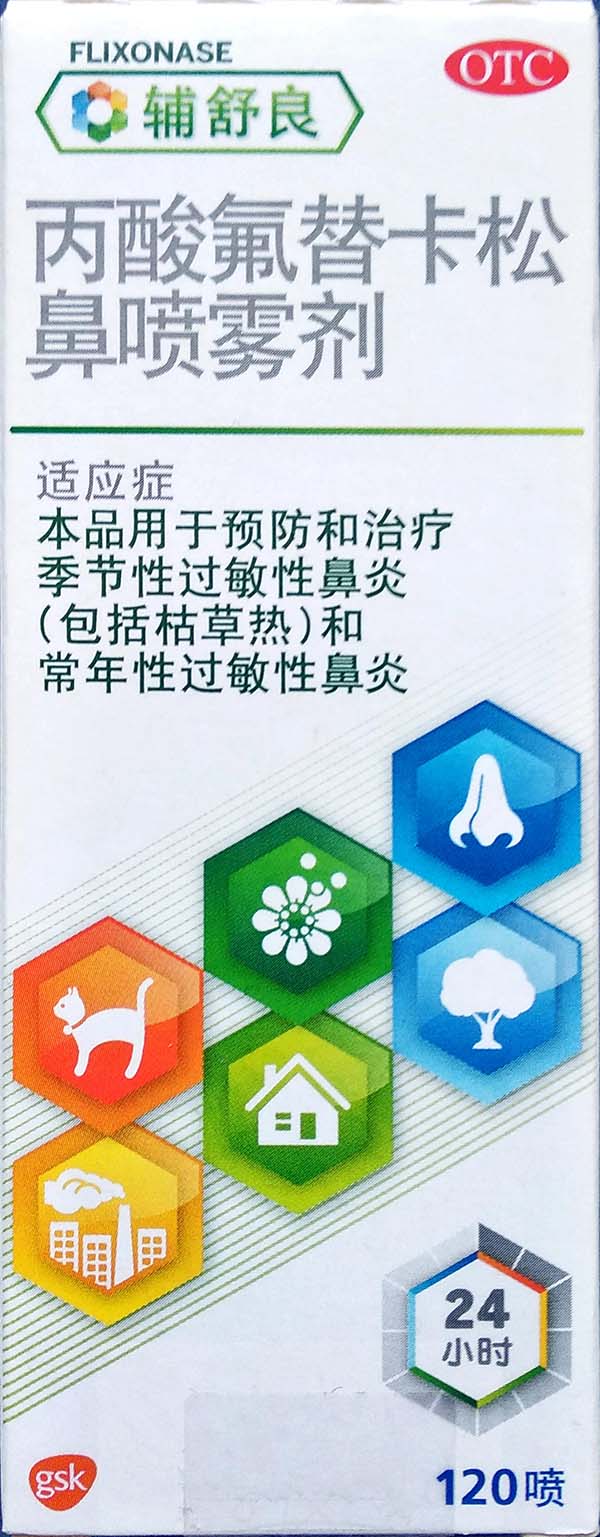 FLIXONASE
辅舒良
OTC
丙酸氟替卡松
鼻喷雾剂
适应症
本品用于预防和治疗
季节性过敏性鼻炎
(包括枯草热)和
常年性过敏性鼻炎
24
小时
gsk
120喷